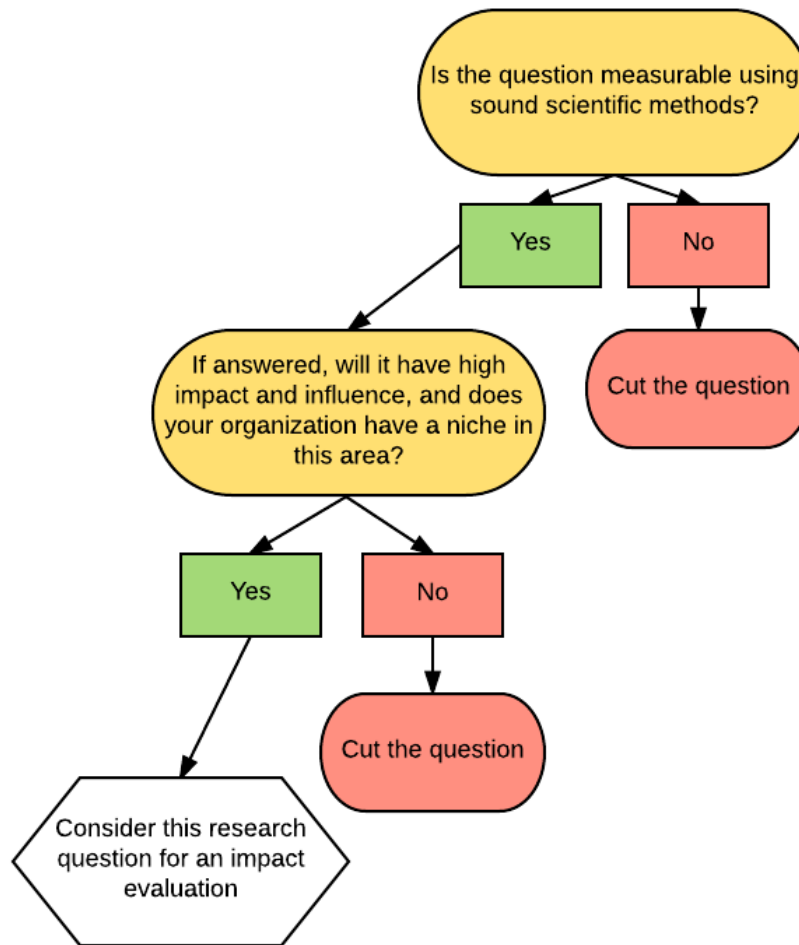 Is the question measurable using
sound scientific methods?
Yes
No
Cut the question
If answered, will it have high
impact and influence, and does
your organization have a niche in
this area?
Yes
No
Cut the question
Consider this research
question for an impact
evaluation